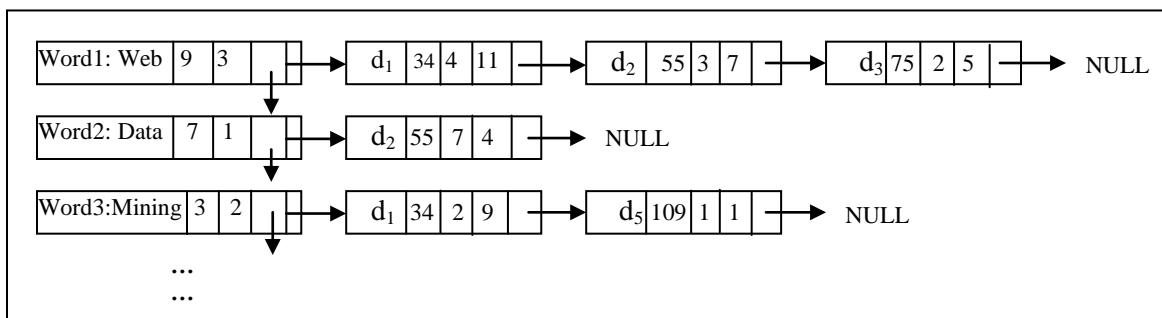 Word1: Web 9 3 d1 34 4 11 d2 55 3 7 d3 75 2 5 NULL
Word2: Data 7 1 d2 55 7 4 NULL
Word3:Mining 3 2 d1 34 2 9 d5 109 1 1 NULL
...
...